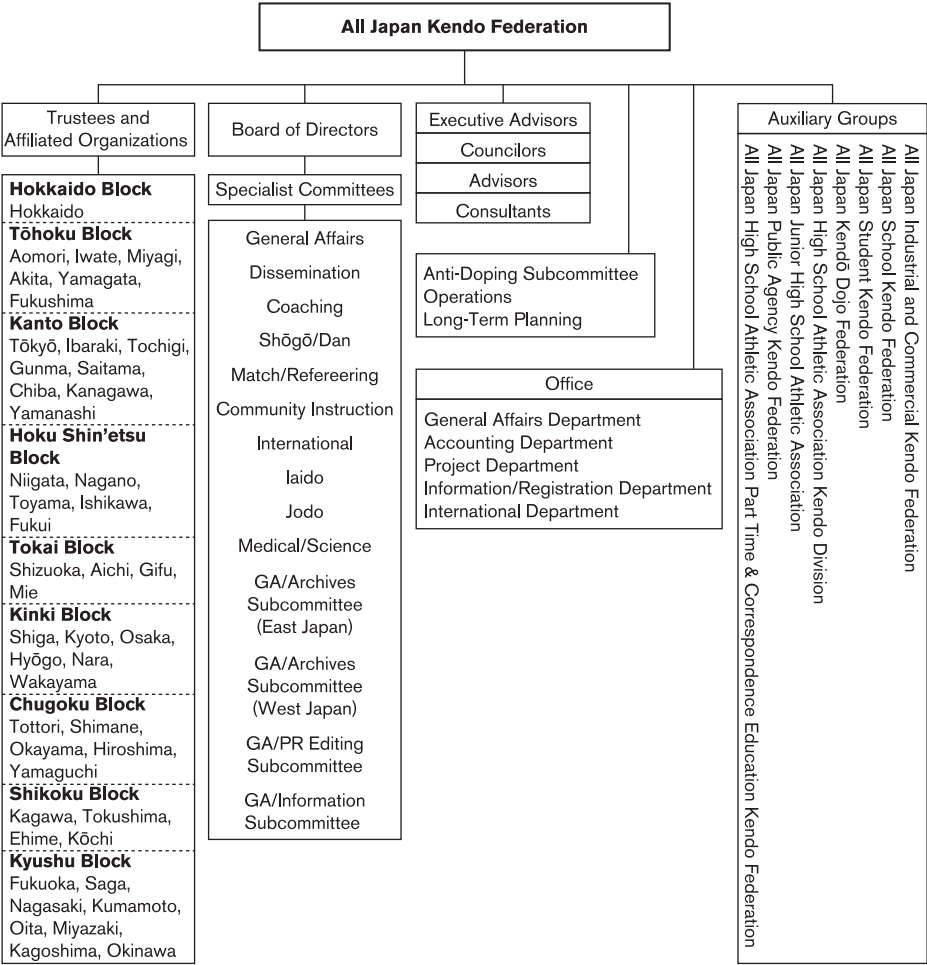 All Japan Kendo Federation
Trustees and
Affiliated Organizations
Hokkaido Block
Hokkaido
Tōhoku Block
Aomori, Iwate, Miyagi,
Akita, Yamagata,
Fukushima
Kanto Block
Tōkyō, Ibaraki, Tochigi,
Gunma, Saitama,
Chiba, Kanagawa,
Yamanashi
Hoku Shin'etsu
Block
Niigata, Nagano,
Toyama, Ishikawa,
Fukui
Tokai Block
Shizuoka, Aichi, Gifu,
Mie
Kinki Block
Shiga, Kyoto, Osaka,
Hyōgo, Nara,
Wakayama
Chugoku Block
Tottori, Shimane,
Okayama, Hiroshima,
Yamaguchi
Shikoku Block
Kagawa, Tokushima,
Ehime, Kōchi
Kyushu Block
Fukuoka, Saga,
Nagasaki, Kumamoto,
Oita, Miyazaki,
Kagoshima, Okinawa
Board of Directors
Specialist Committees
General Affairs
Dissemination
Coaching
Shōgō/Dan
Match/Refereering
Community Instruction
International
Iaido
Jodo
Medical/Science
GA/Archives
Subcommittee
(East Japan)
GA/Archives
Subcommittee
(West Japan)
GA/PR Editing
Subcommittee
GA/Information
Subcommittee
Executive Advisors
Councilors
Advisors
Consultants
Anti-Doping Subcommittee
Operations
Long-Term Planning
Office
General Affairs Department
Accounting Department
Project Department
Information/Registration Department
International Department
Auxiliary Groups
All Japan Industrial and Commercial Kendo Federation
All Japan School Kendo Federation
All Japan Student Kendo Federation
All Japan Kendō Dojo Federation
All Japan High School Athletic Association Kendo Division
All Japan Junior High School Athletic Association
All Japan Public Agency Kendo Federation
All Japan High School Athletic Association Part Time & Correspondence Education Kendo Federation